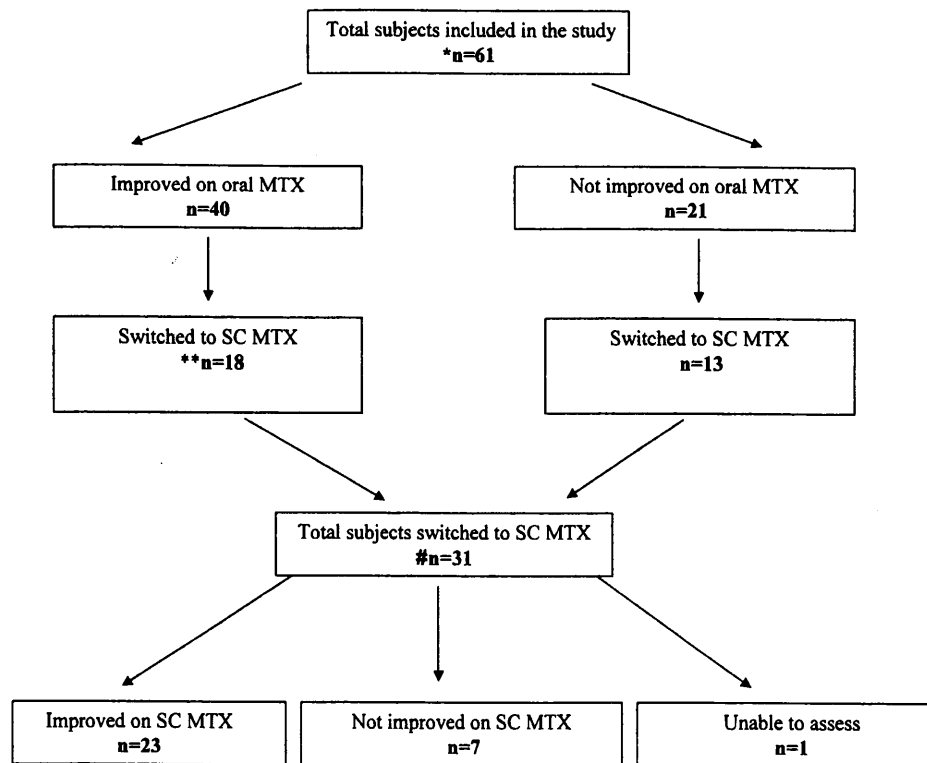 Total subjects included in the study
*n=61
Improved on oral MTX
n=40
Not improved on oral MTX
n=21
Switched to SC MTX
**n=18
Switched to SC MTX
n=13
Total subjects switched to SC MTX
#n=31
Improved on SC MTX
n=23
Not improved on SC MTX
n=7
Unable to assess
n=1